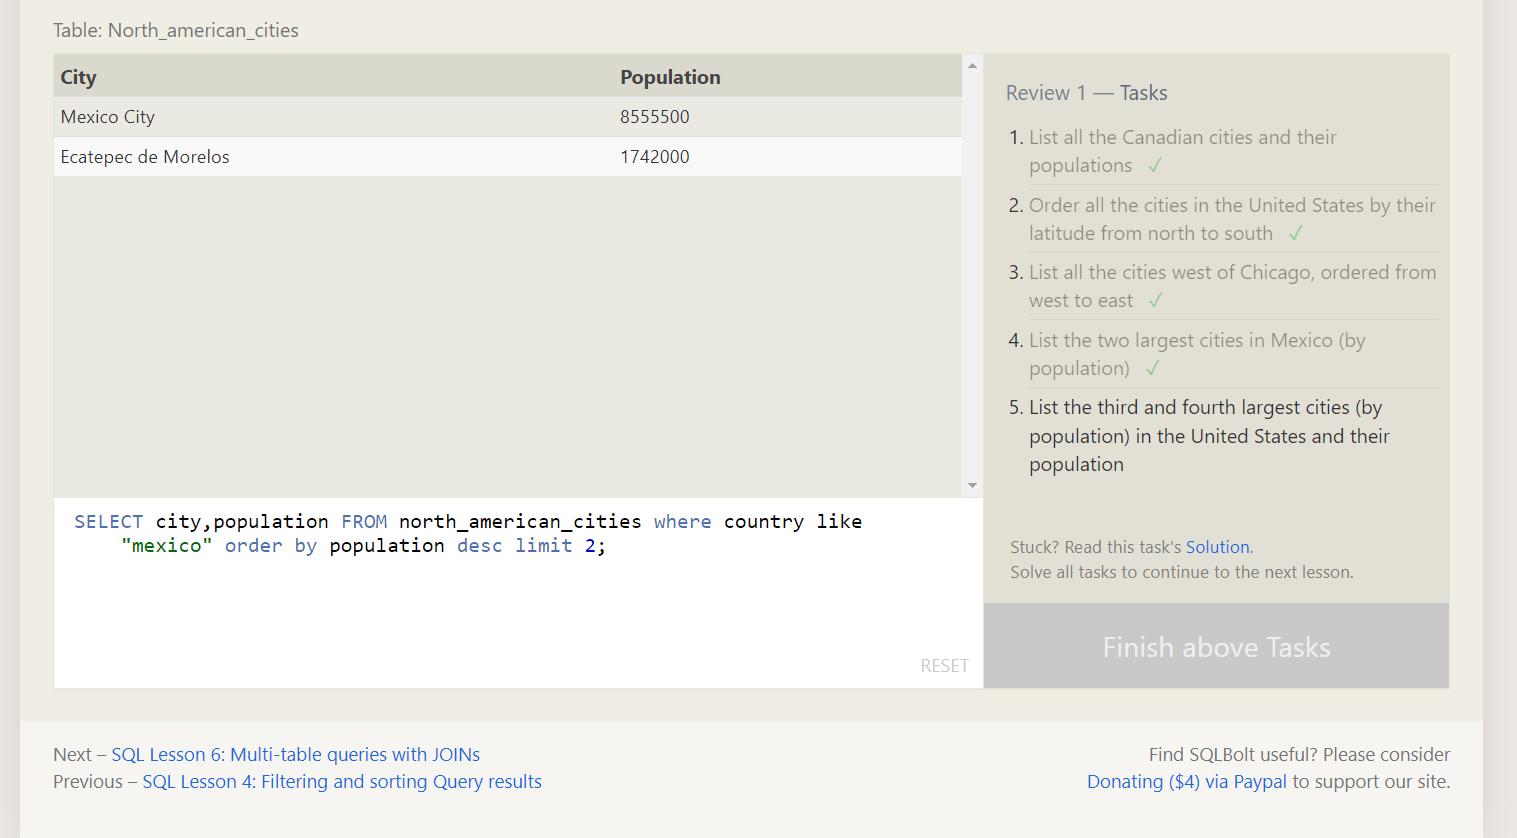 Table: North_american_cities
City Population
Mexico City 8555500
Ecatepec de Morelos 1742000
SELECT city,population FROM north_american_cities where country like
"mexico" order by population desc limit 2;
RESET
Review 1 — Tasks
1. List all the Canadian cities and their
populations ✓
2. Order all the cities in the United States by their
latitude from north to south ✓
3. List all the cities west of Chicago, ordered from
west to east ✓
4. List the two largest cities in Mexico (by
population) ✓
5. List the third and fourth largest cities (by
population) in the United States and their
population
Stuck? Read this task's Solution.
Solve all tasks to continue to the next lesson.
Finish above Tasks
Next – SQL Lesson 6: Multi-table queries with JOINs
Previous – SQL Lesson 4: Filtering and sorting Query results
Find SQLBolt useful? Please consider
Donating ($4) via Paypal to support our site.